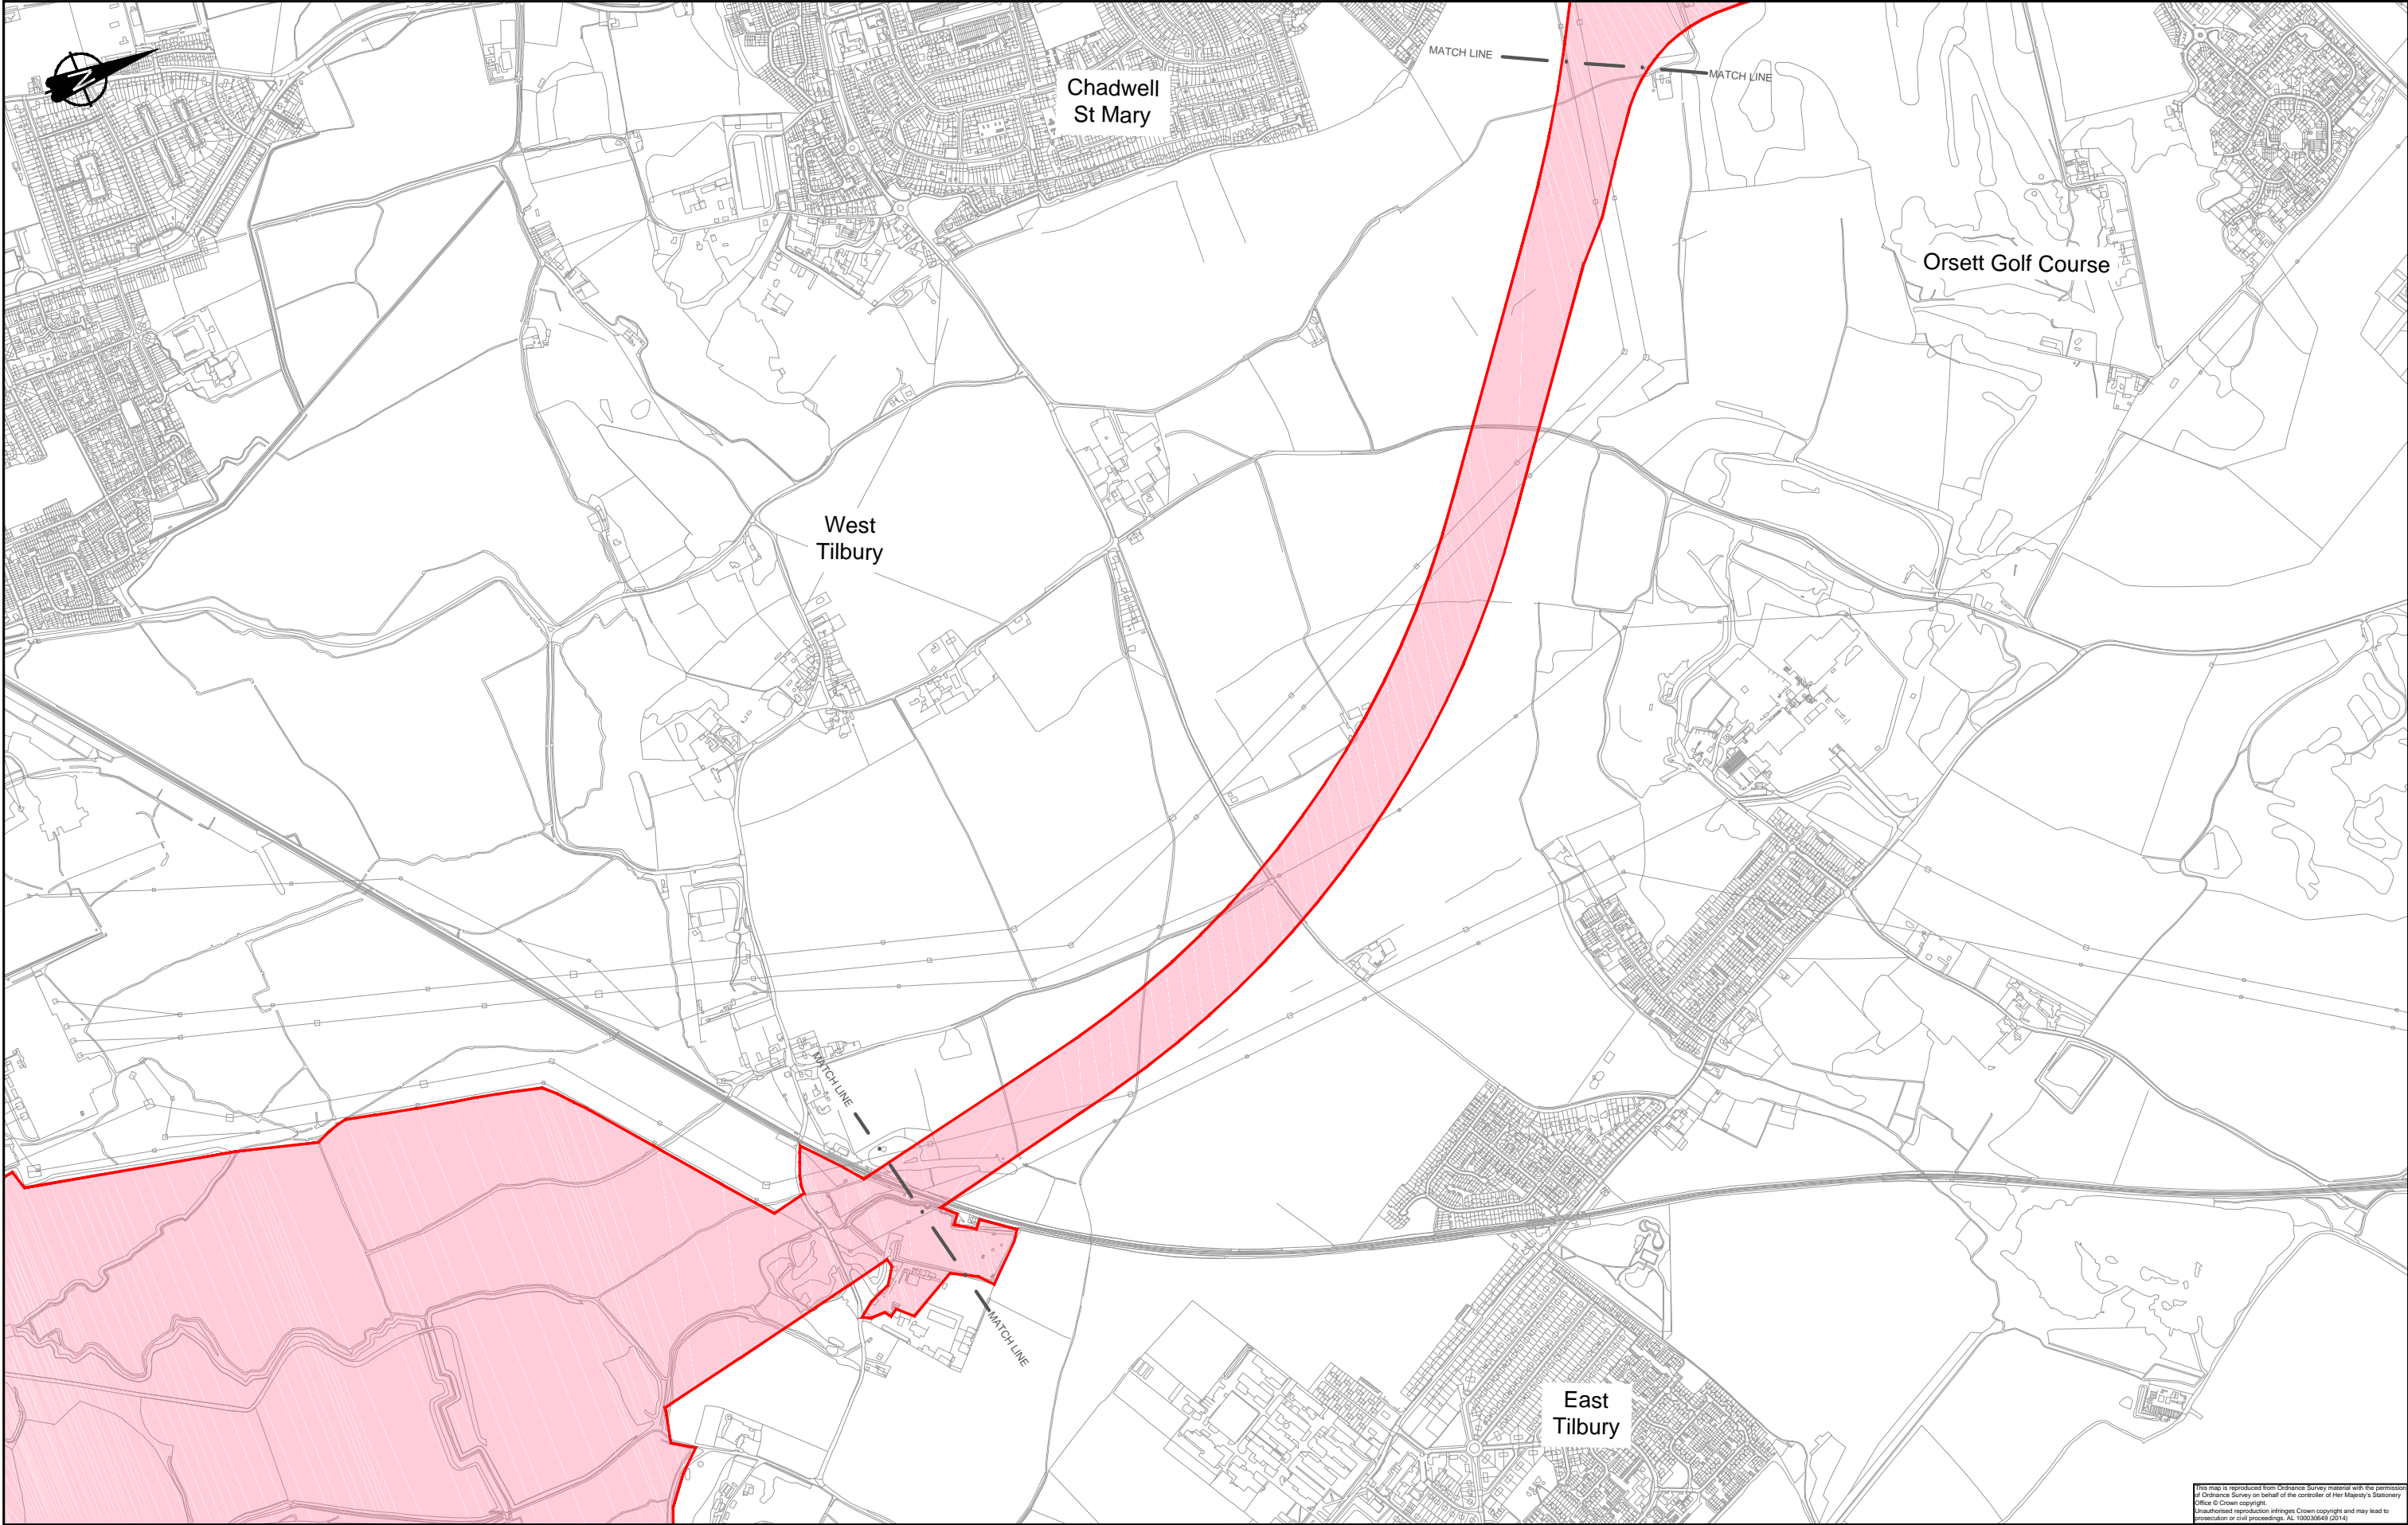 N
MATCH LINE
MATCH LINE
Chadwell
St Mary
Orsett Golf Course
West
Tilbury
MATCH LINE
MATCH LINE
East
Tilbury
This map is reproduced from Ordnance Survey material with the permission
of Ordnance Survey on behalf of the controller of Her Majesty's Stationery
Office © Crown copyright.
Unauthorised reproduction infringes Crown copyright and may lead to
prosecution or civil proceedings. AL 100030649 (2014)